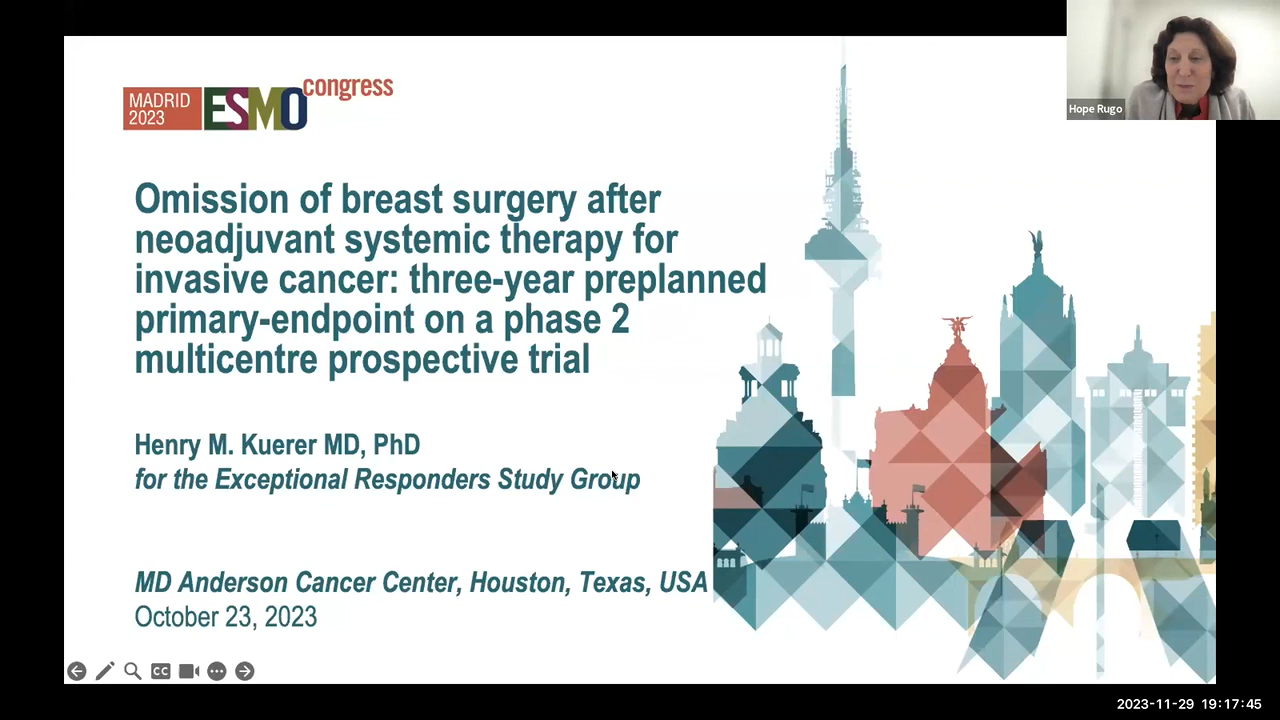 MADRID
2023
ESMO
congress
Hope Rugo
Omission of breast surgery after
neoadjuvant systemic therapy for
invasive cancer: three-year preplanned
primary-endpoint on a phase 2
multicentre prospective trial
Henry M. Kuerer MD, PhD
for the Exceptional Responders Study Group
MD Anderson Cancer Center, Houston, Texas, USA
October 23, 2023
CC
2023-11-29 19:17:45